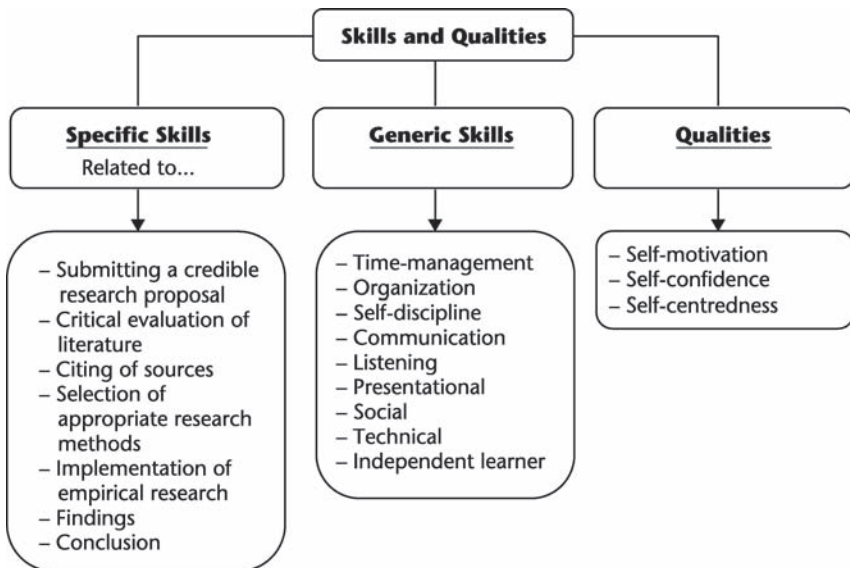 Skills and Qualities
Specific Skills
Related to...
– Submitting a credible
research proposal
– Critical evaluation of
literature
– Citing of sources
– Selection of
appropriate research
methods
– Implementation of
empirical research
– Findings
– Conclusion
Generic Skills
– Time-management
– Organization
– Self-discipline
– Communication
– Listening
– Presentational
– Social
– Technical
– Independent learner
Qualities
– Self-motivation
– Self-confidence
– Self-centredness